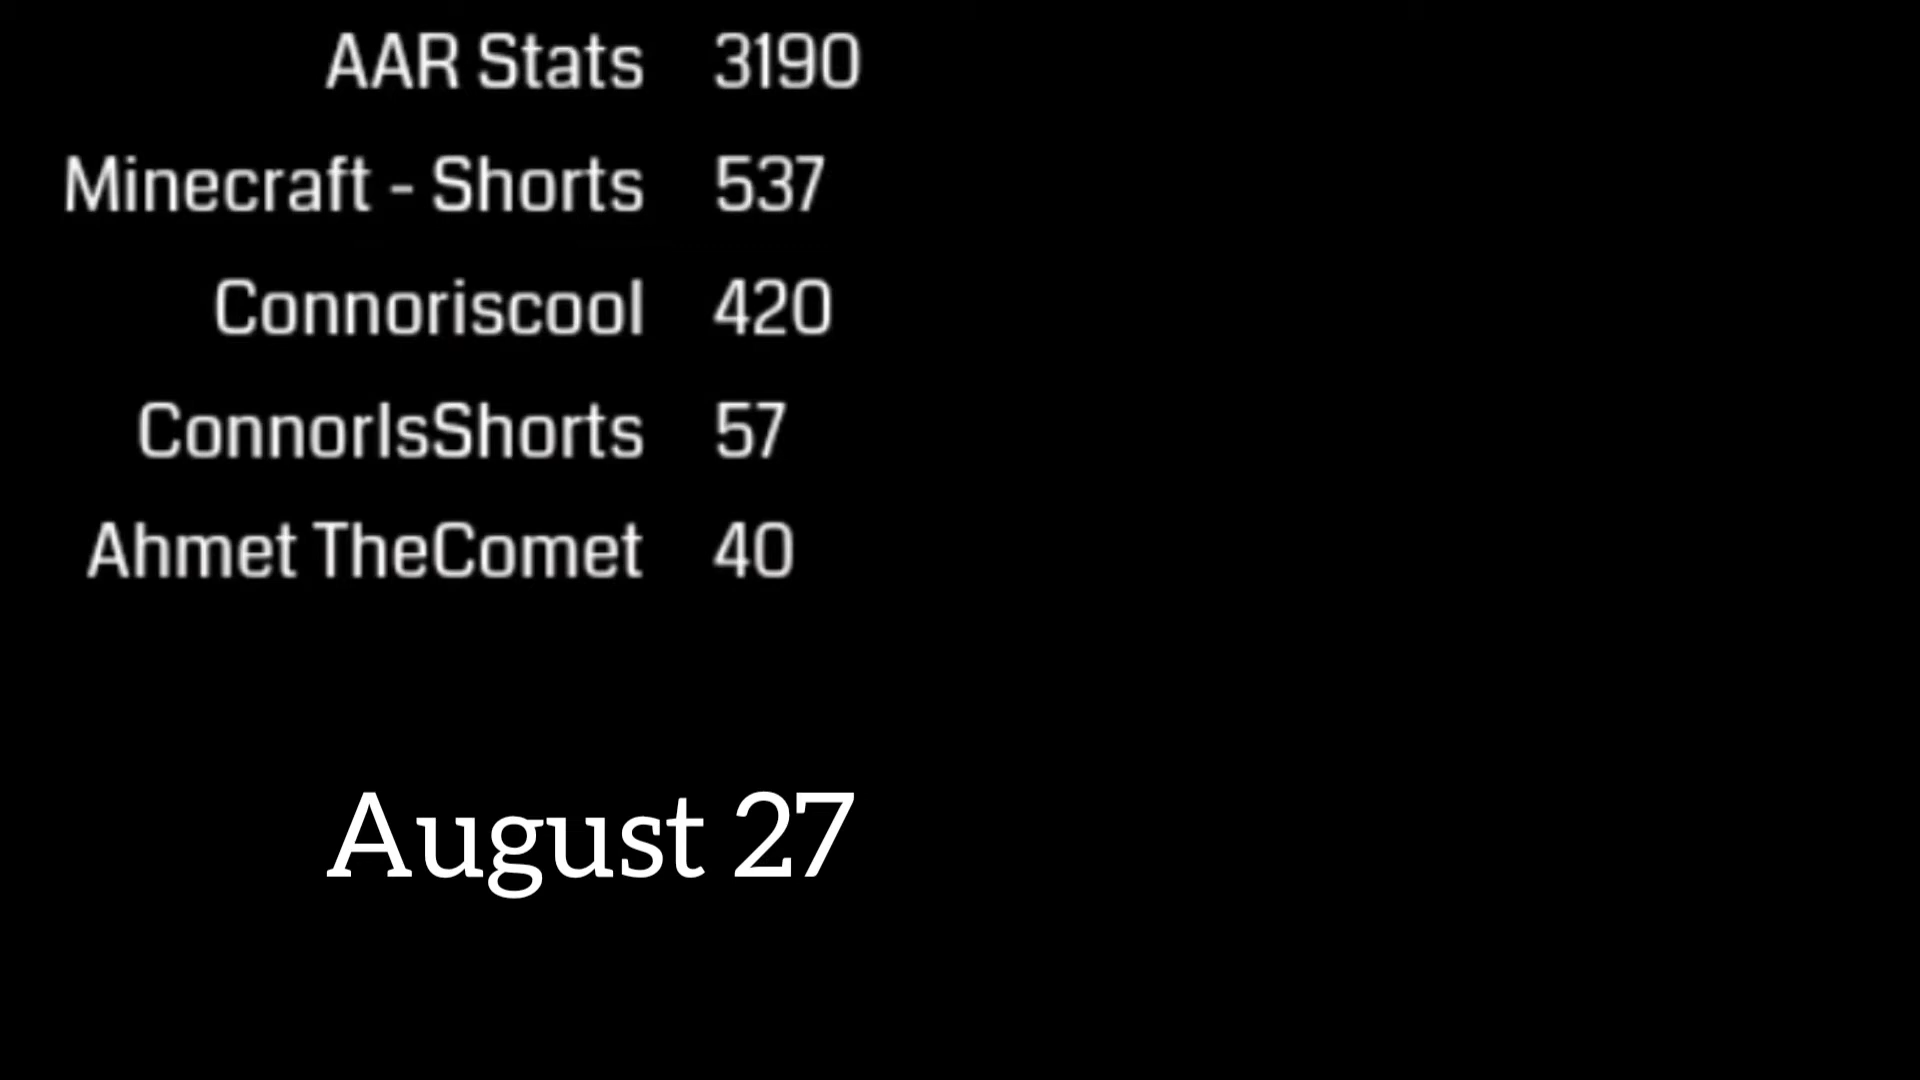 AAR Stats 3190
Minecraft - Shorts 537
Connoriscool 420
ConnorIsShorts 57
Ahmet TheComet 40
August 27